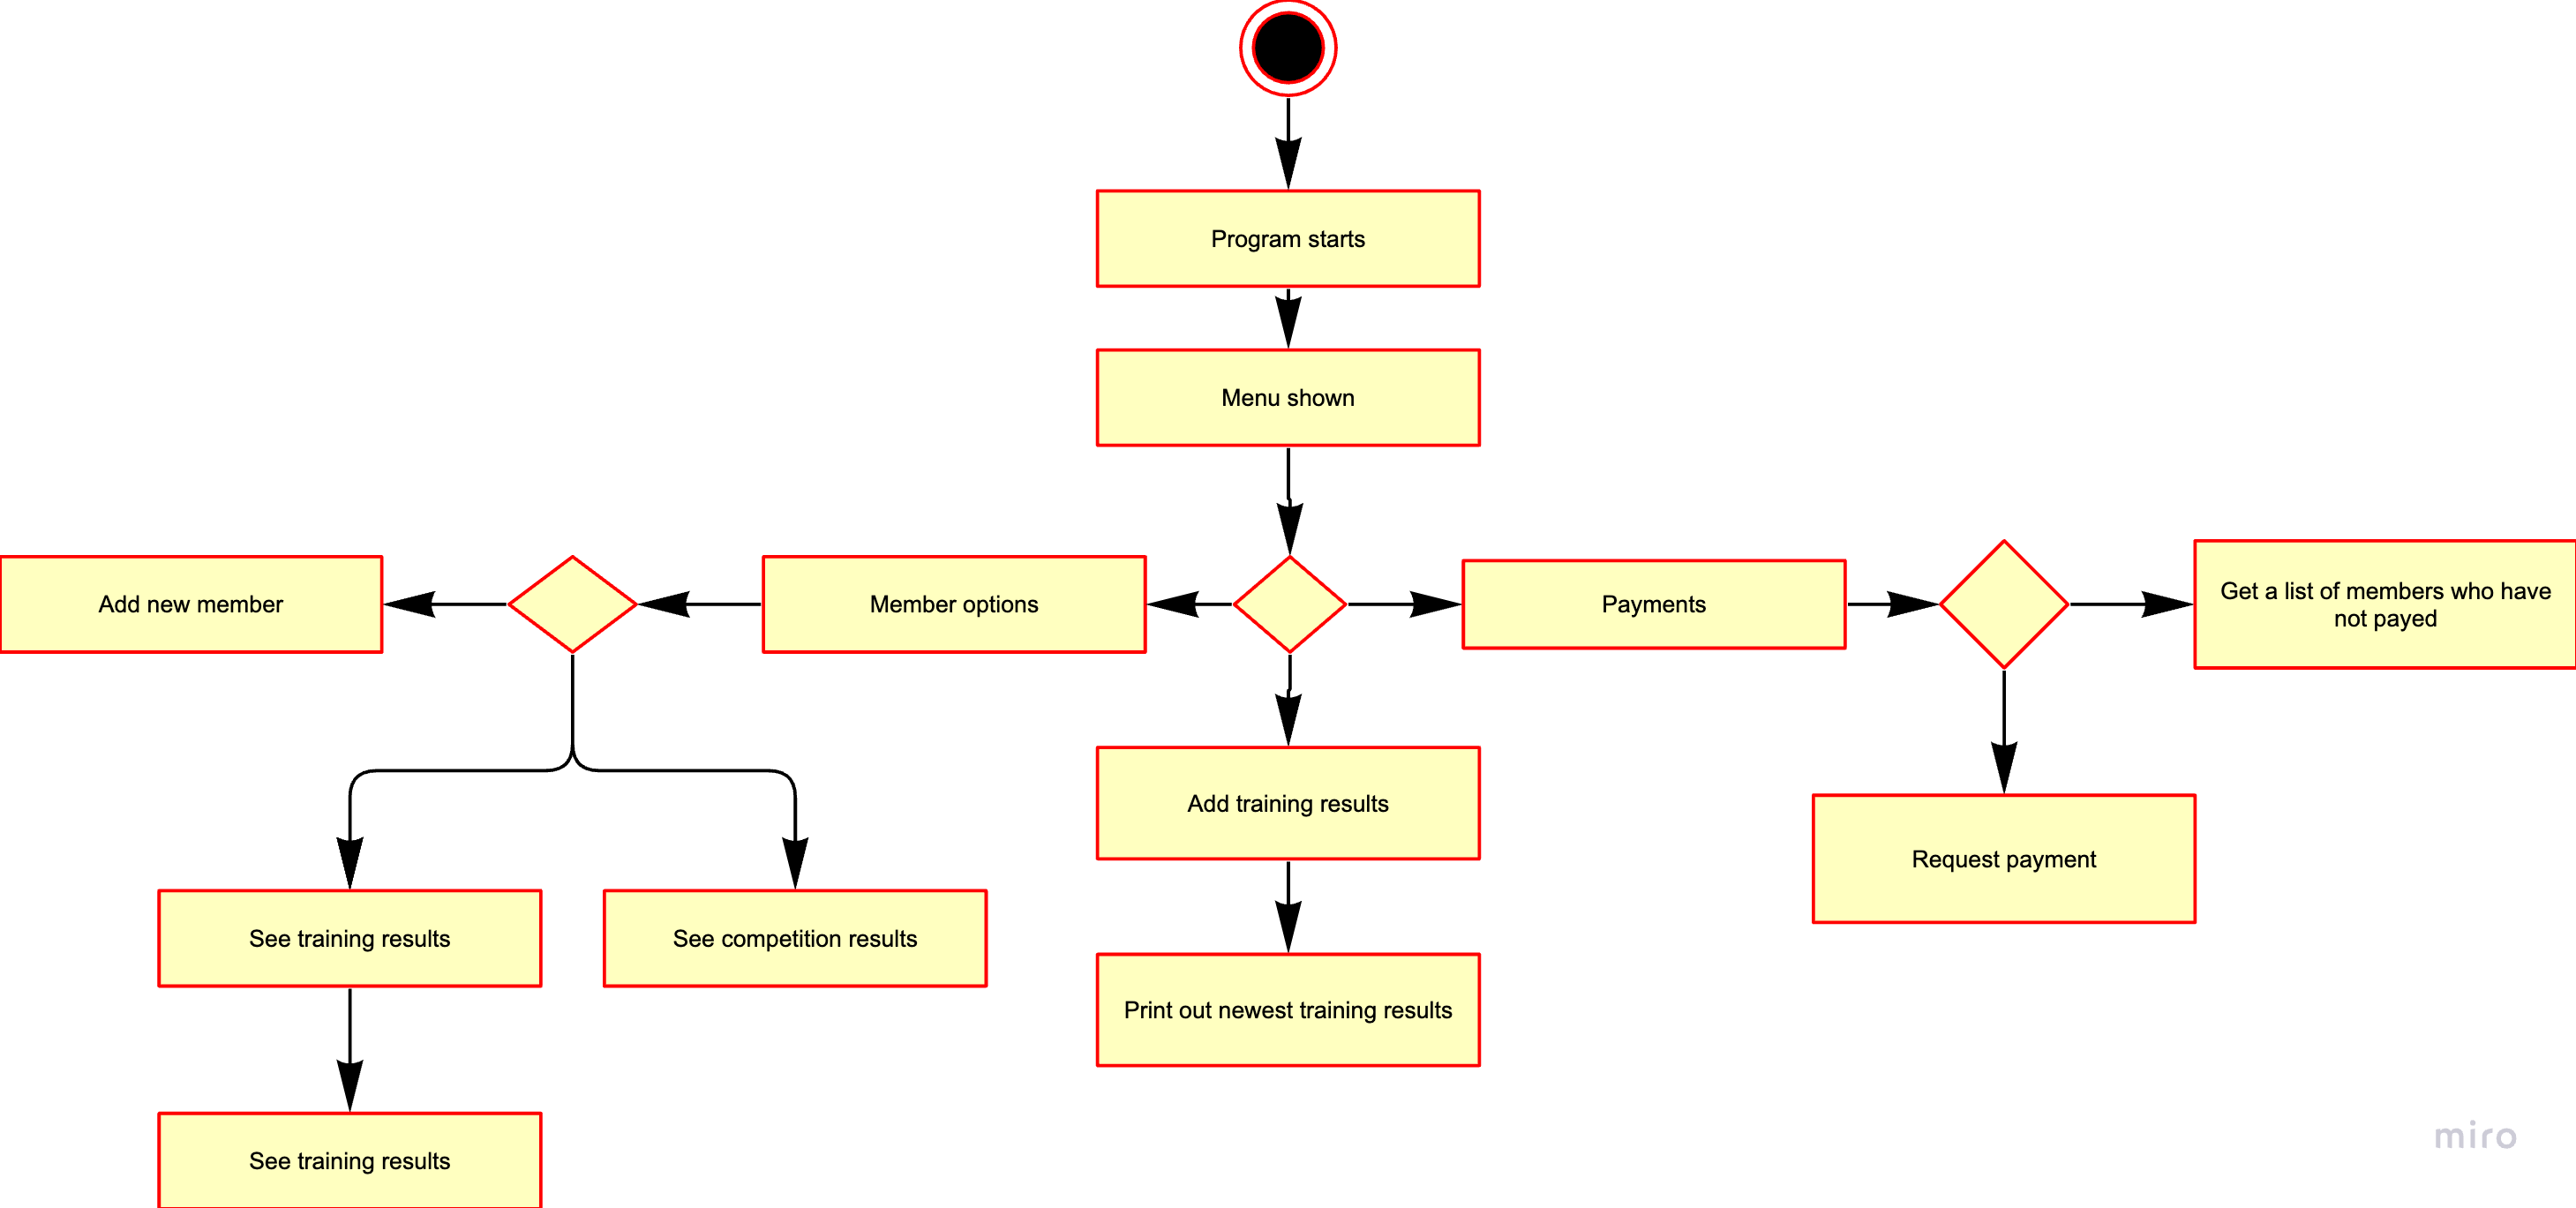 Program starts
Menu shown
Add new member
Member options
Payments
Get a list of members who have
not payed
Add training results
Request payment
See training results
See competition results
Print out newest training results
See training results
miro